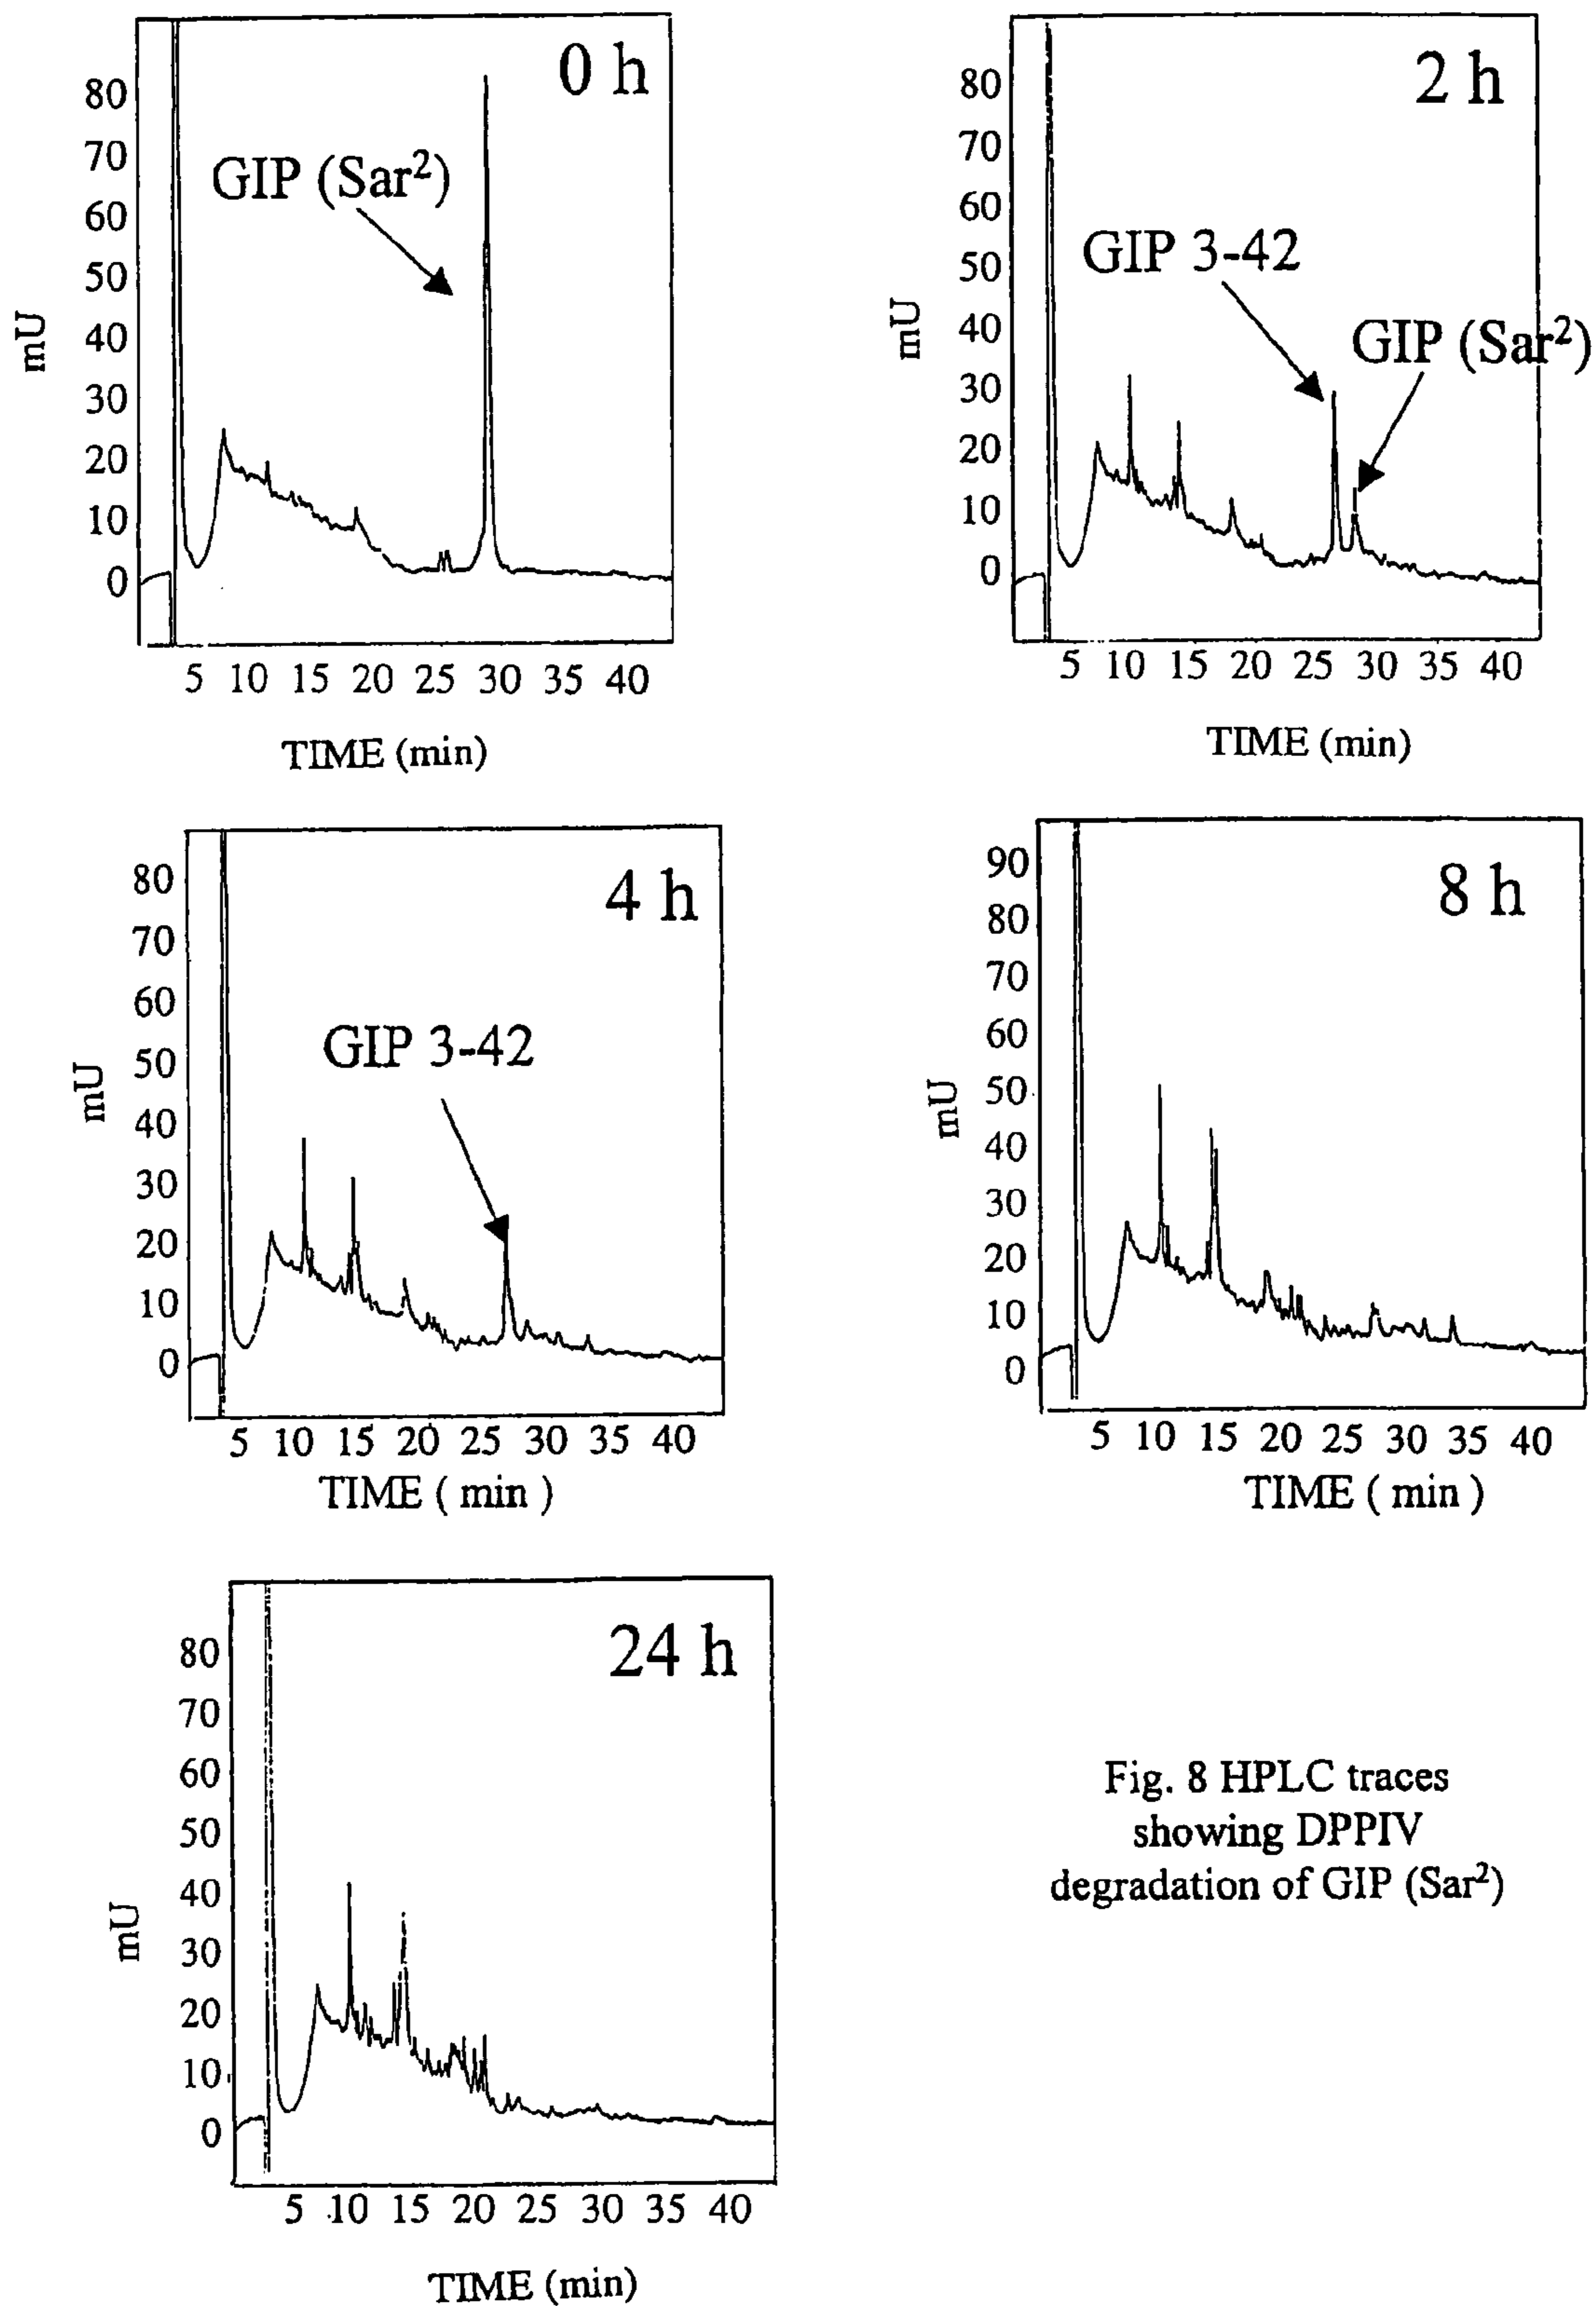 0 h
80
70
60
50
40
30
20
10
0
mU
GIP (Sar²)
5 10 15 20 25 30 35 40
TIME (min)
2 h
80
70
60
50
40
30
20
10
0
mU
GIP 3-42
GIP (Sar²)
5 10 15 20 25 30 35 40
TIME (min)
4 h
80
70
60
50
40
30
20
10
0
mU
GIP 3-42
5 10 15 20 25 30 35 40
TIME ( min )
8 h
90
80
70
60
50
40
30
20
10
0
mU
5 10 15 20 25 30 35 40
TIME ( min )
24 h
80
70
60
50
40
30
20
10
0
mU
5 10 15 20 25 30 35 40
TIME (min)
Fig. 8 HPLC traces
showing DPPIV
degradation of GIP (Sar²)